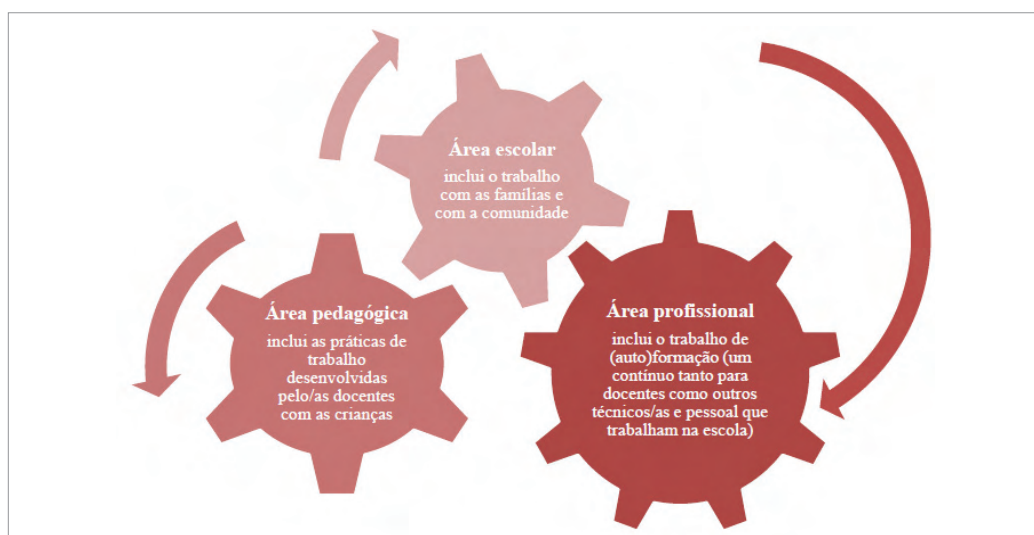 Área escolar
inclui o trabalho
com as famílias e
com a comunidade
Área pedagógica
inclui as práticas de
trabalho
desenvolvidas
pelo/as docentes
com as crianças
Área profissional
inclui o trabalho de
(auto)formação (um
contínuo tanto para
docentes como outros
técnicos/as e pessoal que
trabalham na escola)